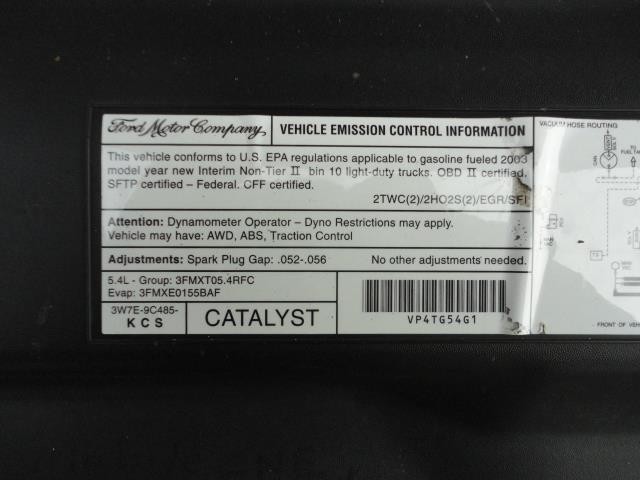 Ford Motor Company
VEHICLE EMISSION CONTROL INFORMATION
This vehicle conforms to U.S. EPA regulations applicable to gasoline fueled 2003
model year new Interim Non-Tier II bin 10 light-duty trucks. OBD II certified.
SFTP certified – Federal. CFF certified.
2TWC(2)/2HO2S(2)/EGR/SFI
Attention: Dynamometer Operator – Dyno Restrictions may apply.
Vehicle may have: AWD, ABS, Traction Control
Adjustments: Spark Plug Gap: .052-.056
No other adjustments needed.
5.4L - Group: 3FMXT05.4RFC
Evap: 3FMXE0155BAF
3W7E-9C485-
K C S
CATALYST
VP4TG54G1
VACUUM HOSE ROUTING
CAN
TO
FUEL TAN
FRONT OF VEH